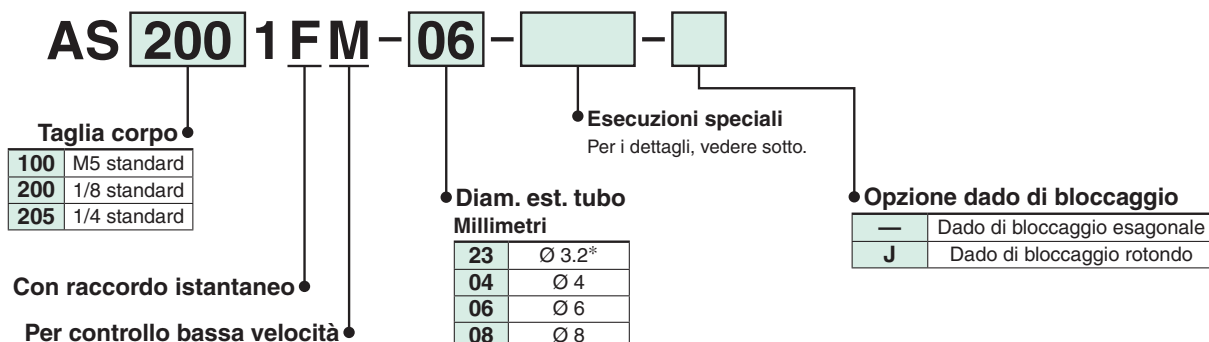 AS 200 1 F M - 06 - -
Esecuzioni speciali
Per i dettagli, vedere sotto.
Taglia corpo
100 M5 standard
200 1/8 standard
205 1/4 standard
Diam. est. tubo
Millimetri
23 Ø 3.2*
04 Ø 4
06 Ø 6
08 Ø 8
Opzione dado di bloccaggio
— Dado di bloccaggio esagonale
J Dado di bloccaggio rotondo
Con raccordo istantaneo
Per controllo bassa velocità